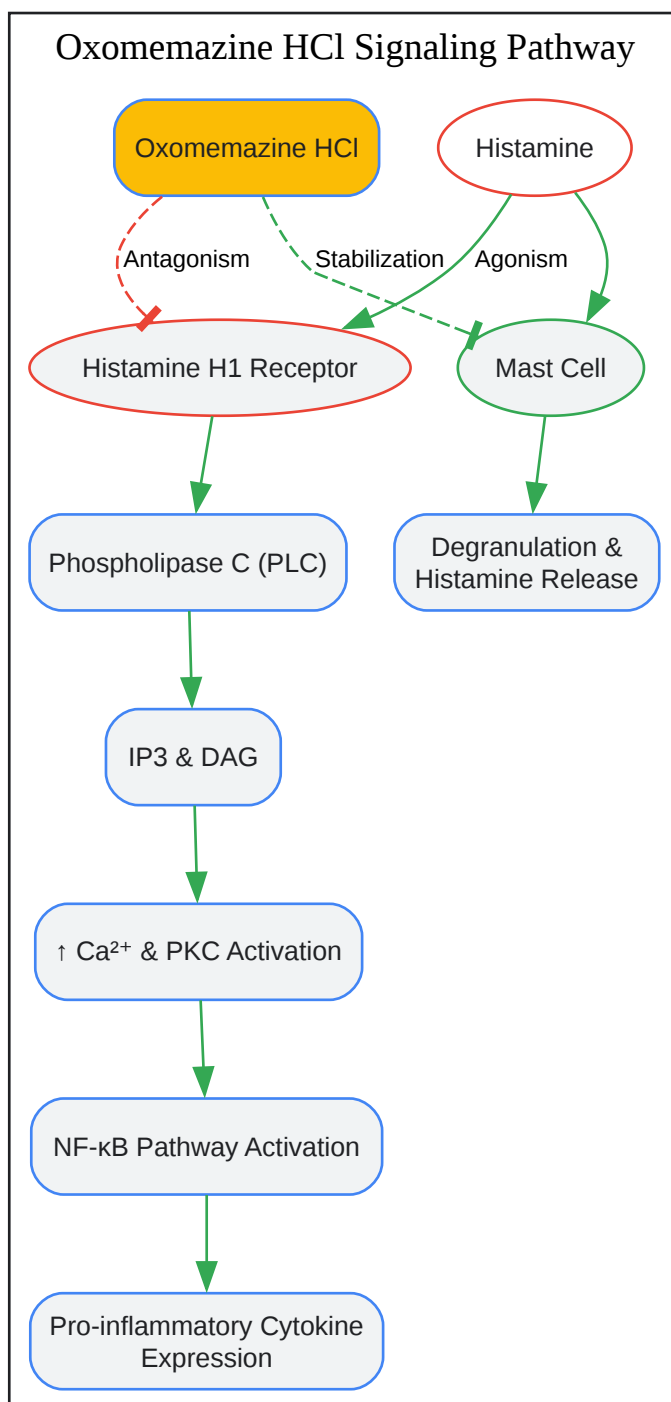 Oxomemazine HCl Signaling Pathway
Oxomemazine HCl
Histamine
Antagonism
Stabilization
Agonism
Histamine H1 Receptor
Mast Cell
Phospholipase C (PLC)
Degranulation &
Histamine Release
IP3 & DAG
↑ Ca²⁺ & PKC Activation
NF-κB Pathway Activation
Pro-inflammatory Cytokine
Expression